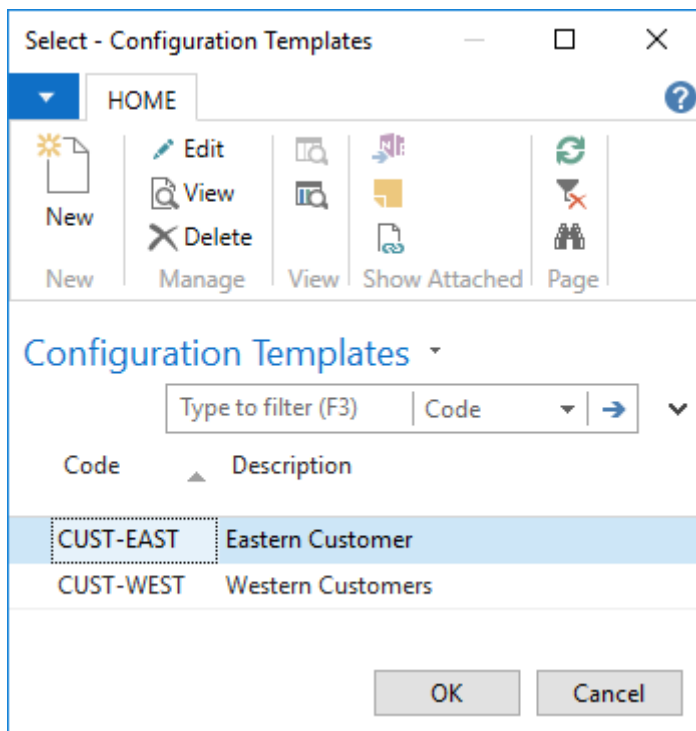 Select - Configuration Templates
HOME
?
New
Edit
View
Delete
New
Manage
View
Show Attached
Page
Configuration Templates
Type to filter (F3)
Code
Code
Description
CUST-EAST Eastern Customer
CUST-WEST Western Customers
OK
Cancel